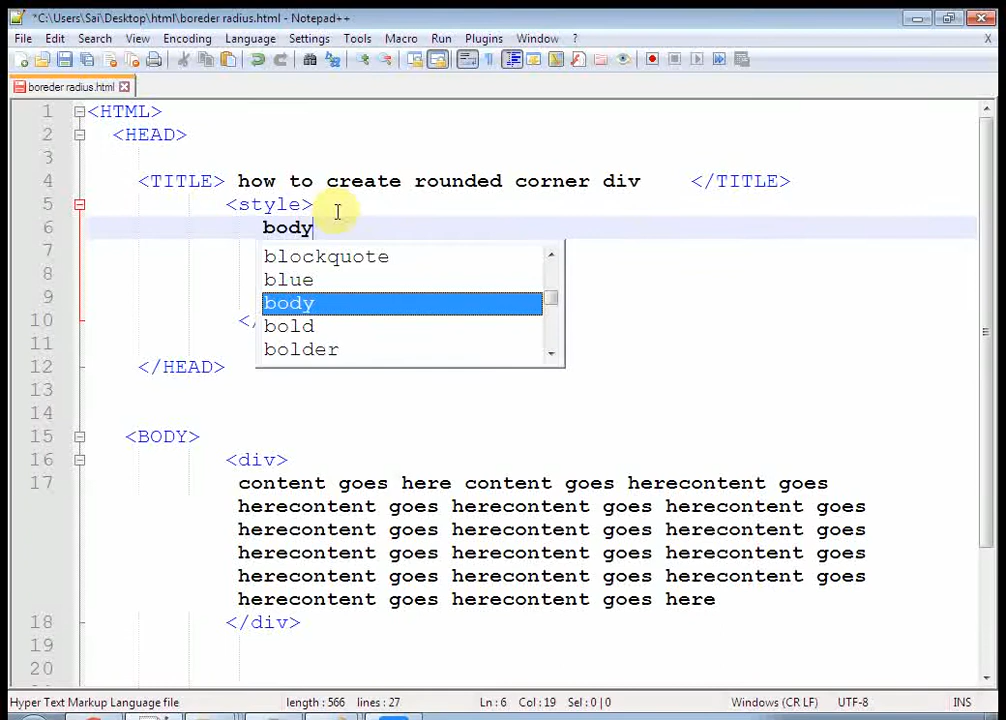 *C:\Users\Sai\Desktop\html\boreder radius.html - Notepad++
File Edit Search View Encoding Language Settings Tools Macro Run Plugins Window ? X
boreder radius.html
1 <HTML>
2 <HEAD>
3
4 <TITLE> how to create rounded corner div </TITLE>
5 <style>
6 body
7 blockquote
8 blue
9 body
10 </ bold
11 bolder
12 </HEAD>
13
14
15 <BODY>
16 <div>
17 content goes here content goes herecontent goes
herecontent goes herecontent goes herecontent goes
herecontent goes herecontent goes herecontent goes
herecontent goes herecontent goes herecontent goes
herecontent goes herecontent goes herecontent goes
herecontent goes herecontent goes here
18 </div>
19
20
Hyper Text Markup Language file length : 566 lines : 27 Ln : 6 Col : 19 Sel : 0 | 0 Windows (CR LF) UTF-8 INS